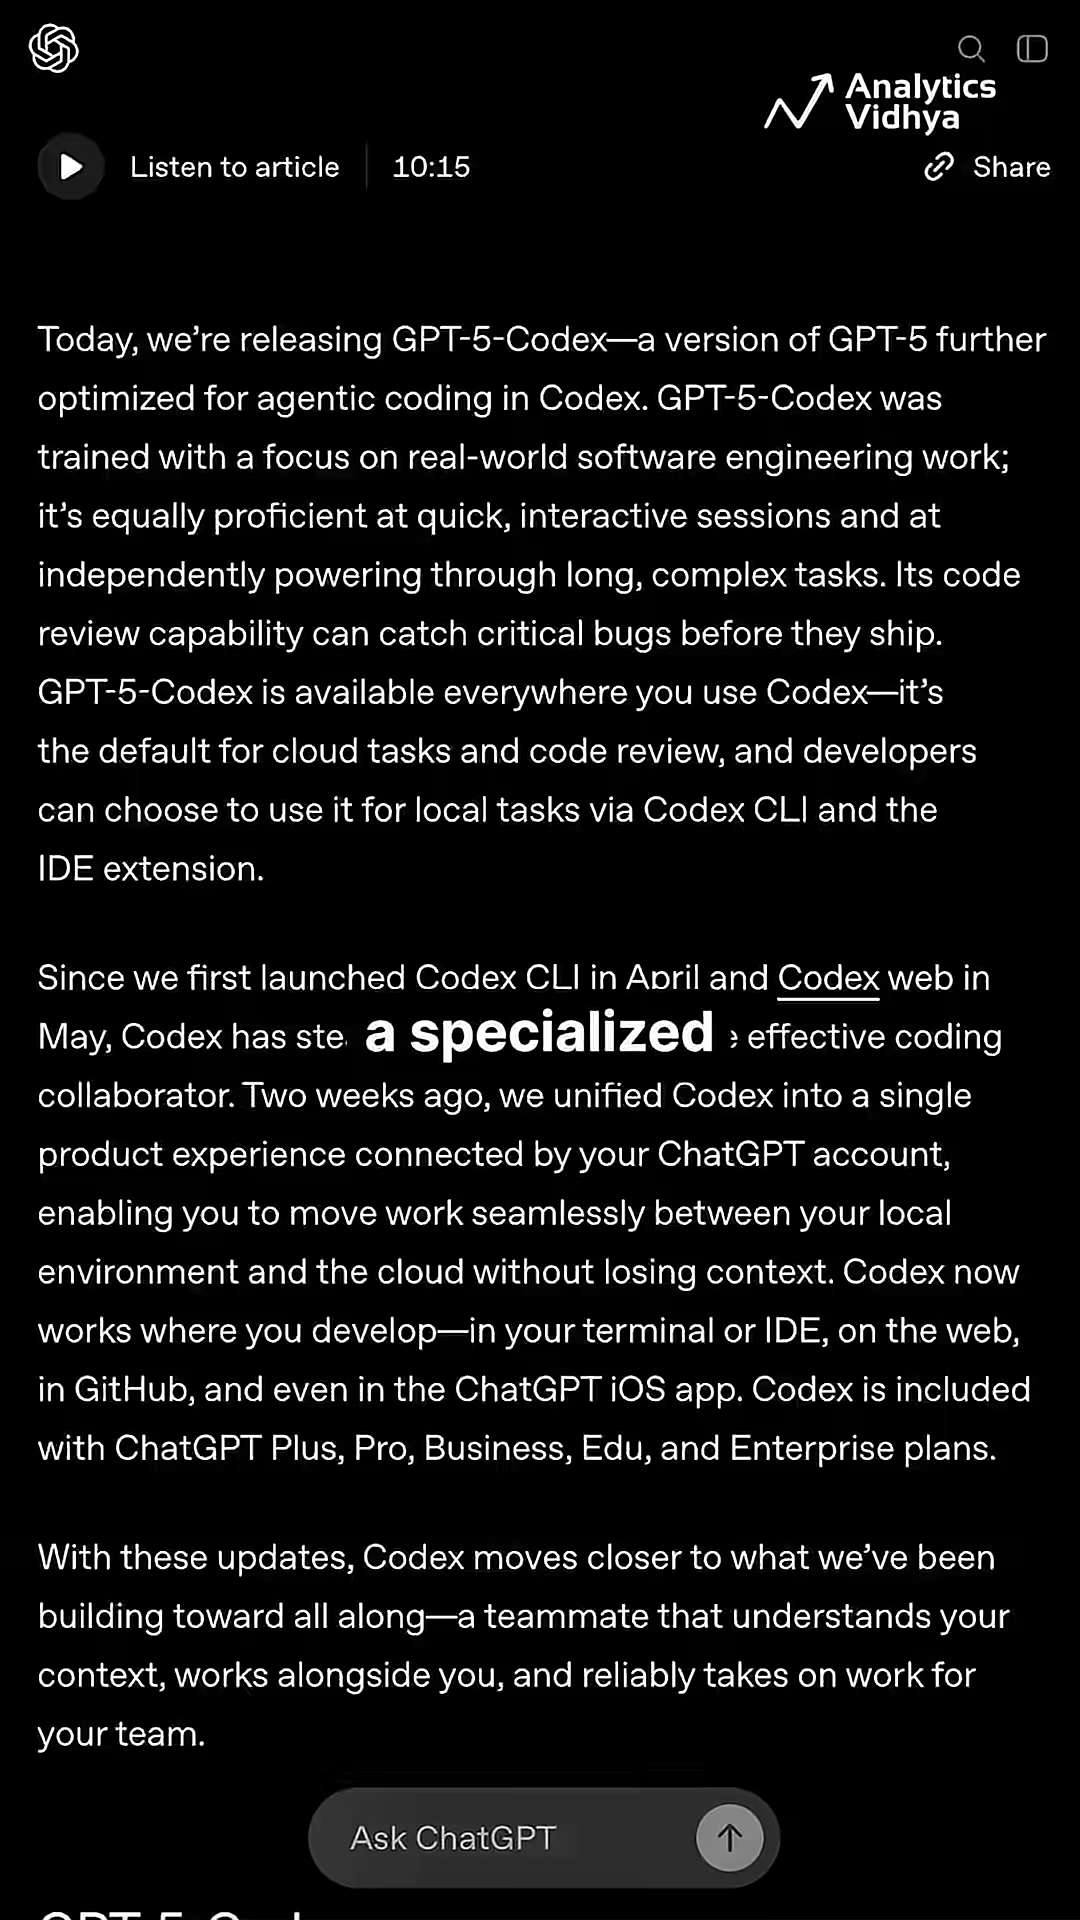 Analytics
Vidhya
Listen to article
10:15
Share
Today, we’re releasing GPT-5-Codex—a version of GPT-5 further
optimized for agentic coding in Codex. GPT-5-Codex was
trained with a focus on real-world software engineering work;
it’s equally proficient at quick, interactive sessions and at
independently powering through long, complex tasks. Its code
review capability can catch critical bugs before they ship.
GPT-5-Codex is available everywhere you use Codex—it’s
the default for cloud tasks and code review, and developers
can choose to use it for local tasks via Codex CLI and the
IDE extension.
Since we first launched Codex CLI in April and Codex web in
May, Codex has a specialized effective coding
collaborator. Two weeks ago, we unified Codex into a single
product experience connected by your ChatGPT account,
enabling you to move work seamlessly between your local
environment and the cloud without losing context. Codex now
works where you develop—in your terminal or IDE, on the web,
in GitHub, and even in the ChatGPT iOS app. Codex is included
with ChatGPT Plus, Pro, Business, Edu, and Enterprise plans.
With these updates, Codex moves closer to what we’ve been
building toward all along—a teammate that understands your
context, works alongside you, and reliably takes on work for
your team.
Ask ChatGPT